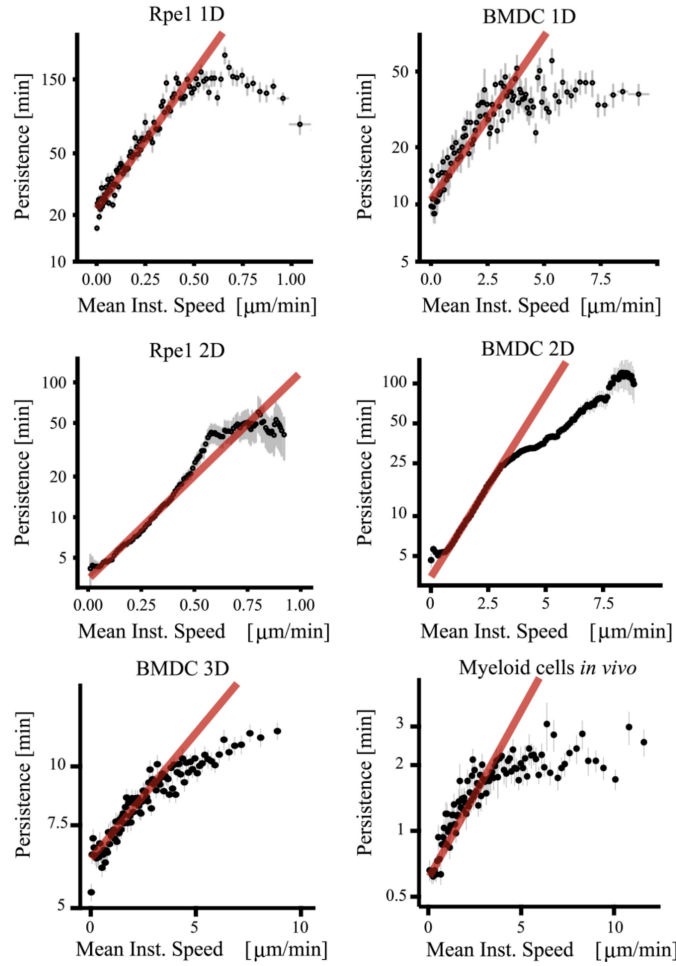 Rpe1 1D
Persistence [min]
150
50
20
10
0.00 0.25 0.50 0.75 1.00
Mean Inst. Speed [μm/min]
BMDC 1D
Persistence [min]
50
20
10
5
0.0 2.5 5.0 7.5
Mean Inst. Speed [μm/min]
Rpe1 2D
Persistence [min]
100
50
20
10
5
0.00 0.25 0.50 0.75 1.00
Mean Inst. Speed [μm/min]
BMDC 2D
Persistence [min]
100
50
25
10
5
0 2.5 5.0 7.5
Mean Inst. Speed [μm/min]
BMDC 3D
Persistence [min]
10
7.5
5
0 5 10
Mean Inst. Speed [μm/min]
Myeloid cells in vivo
Persistence [min]
3
2
1
0.5
0 5 10
Mean Inst. Speed [μm/min]